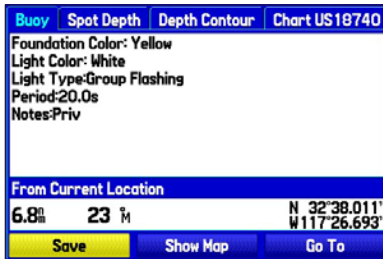 Buoy Spot Depth Depth Contour Chart US18740
Foundation Color: Yellow
Light Color: White
Light Type:Group Flashing
Period:20.0s
Notes:Priv
From Current Location
6.8nm 23°M N 32°38.011' W117°26.693'
Save Show Map Go To